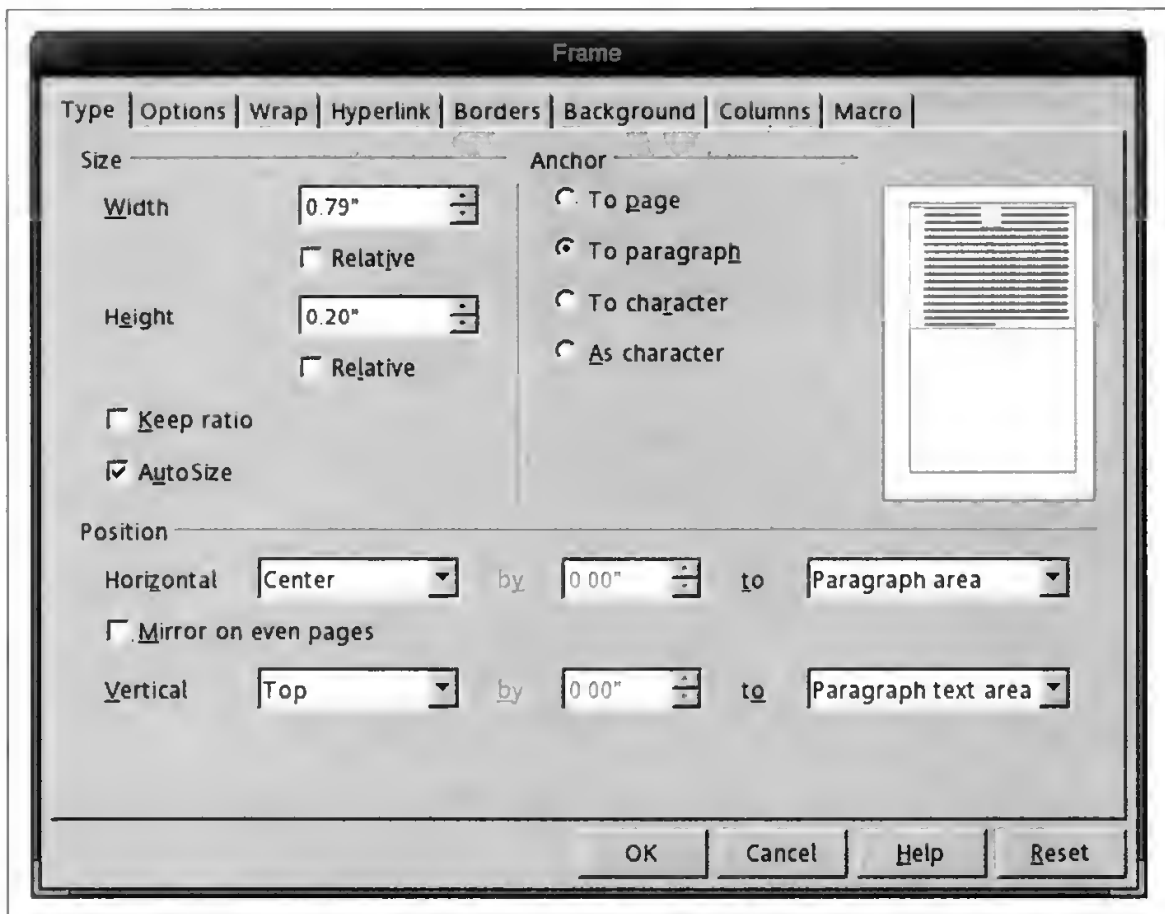 Frame
Type Options Wrap Hyperlink Borders Background Columns Macro
Size
Width 0.79"
Relative
Height 0.20"
Relative
Keep ratio
AutoSize
Anchor
To page
To paragraph
To character
As character
Position
Horizontal Center by 0.00" to Paragraph area
Mirror on even pages
Vertical Top by 0.00" to Paragraph text area
OK Cancel Help Reset